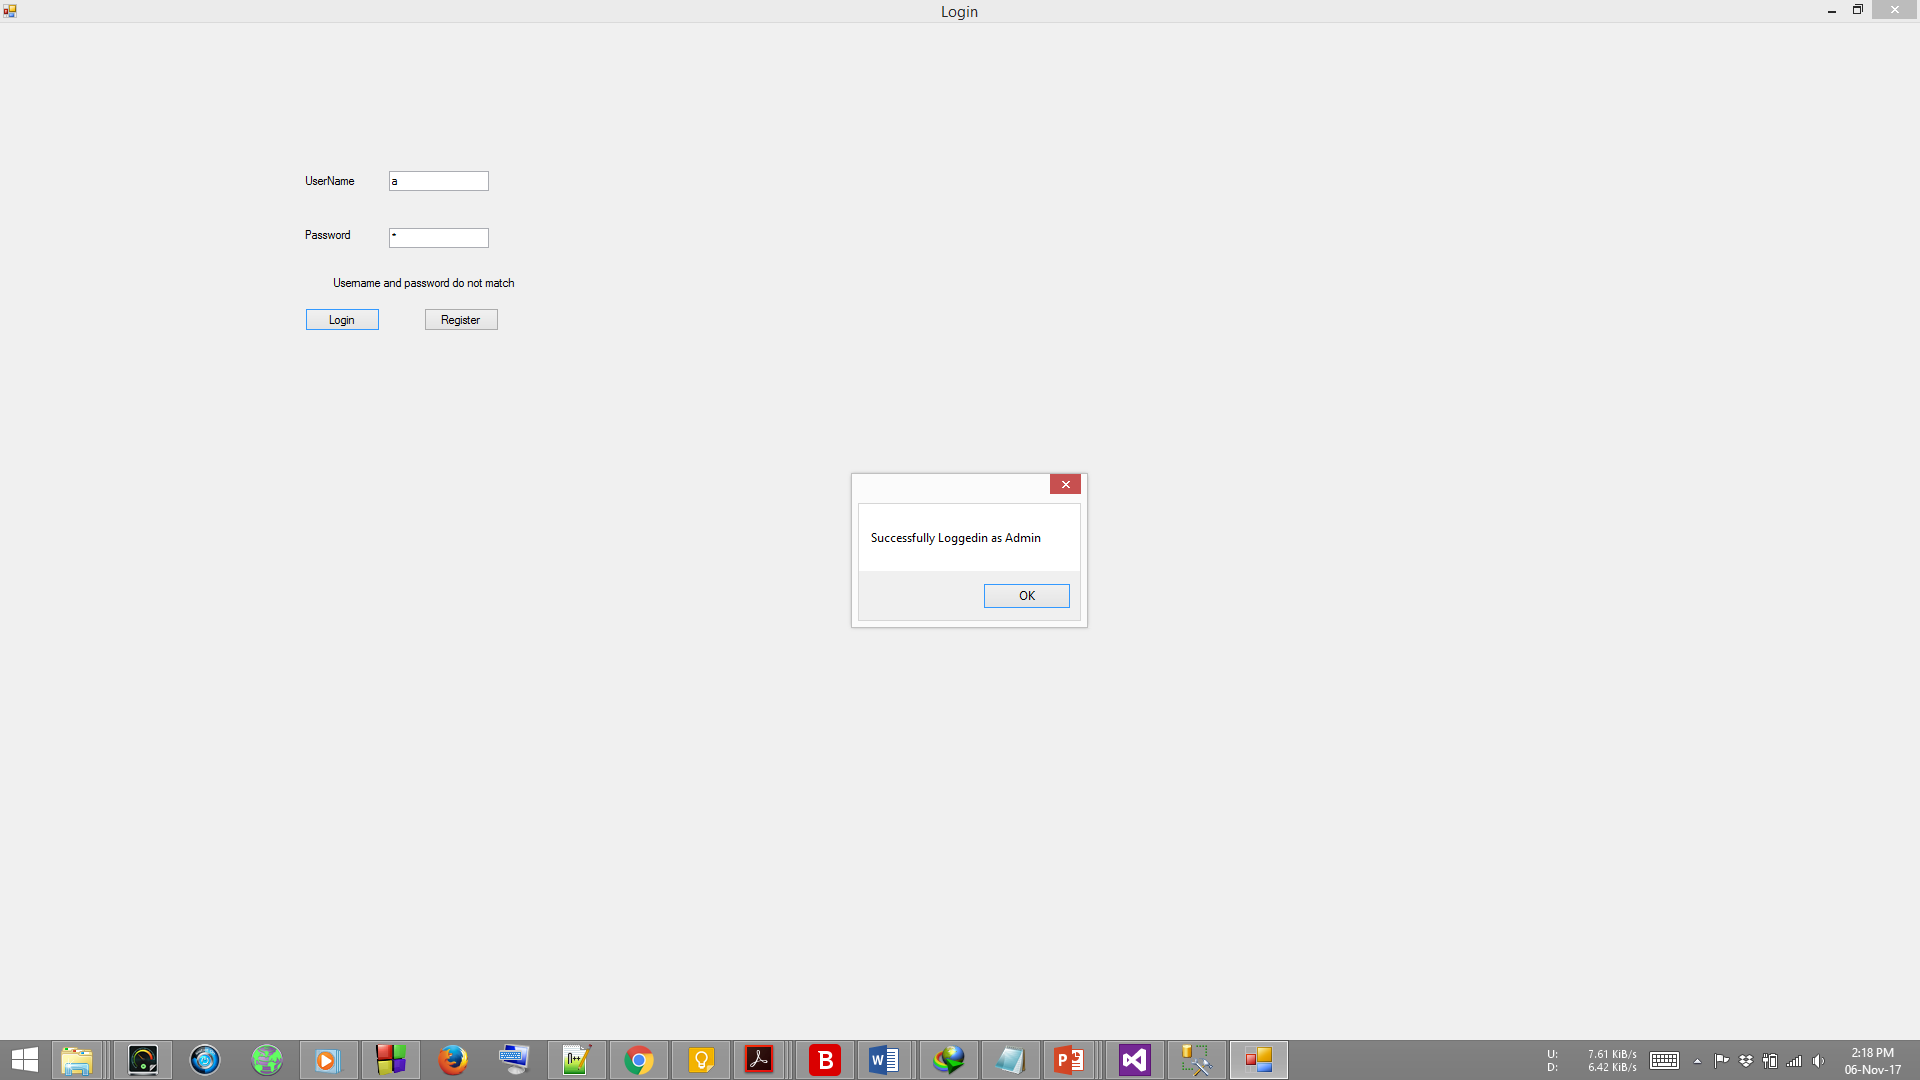 Login
UserName a
Password *
Username and password do not match
Login Register
Successfully Loggedin as Admin
OK
U: 7.61 KiB/s
D: 6.42 KiB/s
2:18 PM
06-Nov-17
n++
B
W
P